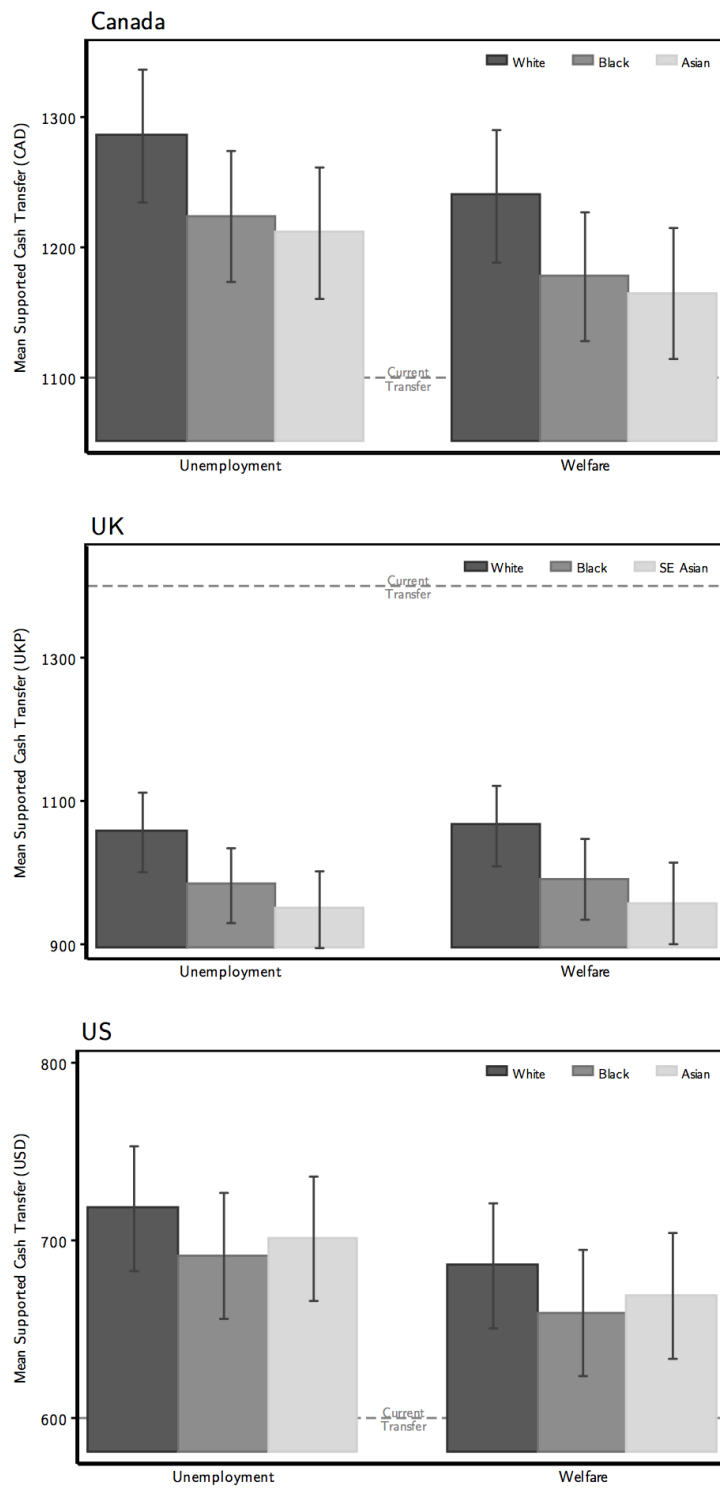 Canada
White Black Asian
Mean Supported Cash Transfer (CAD)
1300
1200
1100
Current
Transfer
Unemployment Welfare
UK
White Black SE Asian
Current
Transfer
Mean Supported Cash Transfer (UKP)
1300
1100
900
Unemployment Welfare
US
White Black Asian
Mean Supported Cash Transfer (USD)
800
700
600
Current
Transfer
Unemployment Welfare